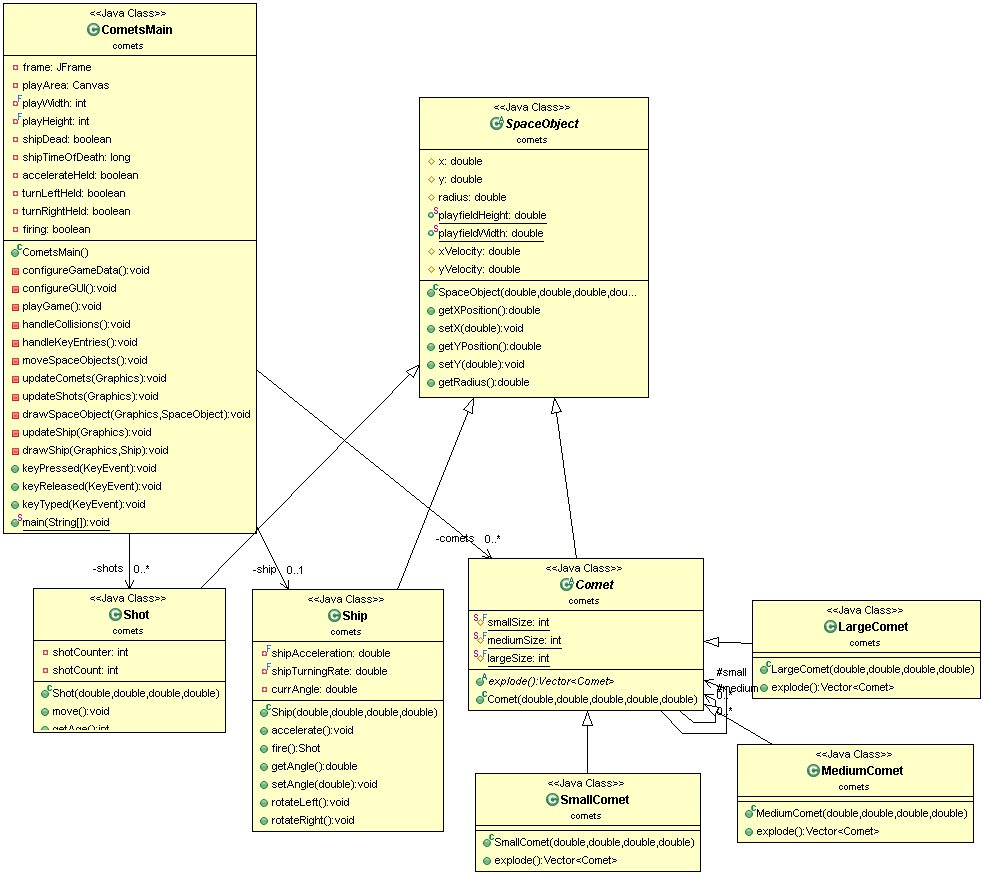 <<Java Class>>
CometsMain
comets
frame: JFrame
playArea: Canvas
playWidth: int
playHeight: int
shipDead: boolean
shipTimeOfDeath: long
accelerateHeld: boolean
turnLeftHeld: boolean
turnRightHeld: boolean
firing: boolean
CometsMain()
configureGameData():void
configureGUI():void
playGame():void
handleCollisions():void
handleKeyEntries():void
moveSpaceObjects():void
updateComets(Graphics):void
updateShots(Graphics):void
drawSpaceObject(Graphics,SpaceObject):void
updateShip(Graphics):void
drawShip(Graphics,Ship):void
keyPressed(KeyEvent):void
keyReleased(KeyEvent):void
keyTyped(KeyEvent):void
main(String[]):void
<<Java Class>>
SpaceObject
comets
x: double
y: double
radius: double
playfieldHeight: double
playfieldWidth: double
xVelocity: double
yVelocity: double
SpaceObject(double,double,double,dou...
getXPosition():double
setX(double):void
getYPosition():double
setY(double):void
getRadius():double
-shots 0..*
-ship 0..1
-comets 0..*
<<Java Class>>
Shot
comets
shotCounter: int
shotCount: int
Shot(double,double,double,double)
move():void
getAge():int
<<Java Class>>
Ship
comets
shipAcceleration: double
shipTurningRate: double
currAngle: double
Ship(double,double,double,double)
accelerate():void
fire():Shot
getAngle():double
setAngle(double):void
rotateLeft():void
rotateRight():void
<<Java Class>>
Comet
comets
smallSize: int
mediumSize: int
largeSize: int
explode():Vector<Comet>
Comet(double,double,double,double,double)
#small
#medium
0..*
0..*
<<Java Class>>
LargeComet
comets
LargeComet(double,double,double,double)
explode():Vector<Comet>
<<Java Class>>
MediumComet
comets
MediumComet(double,double,double,double)
explode():Vector<Comet>
<<Java Class>>
SmallComet
comets
SmallComet(double,double,double,double)
explode():Vector<Comet>